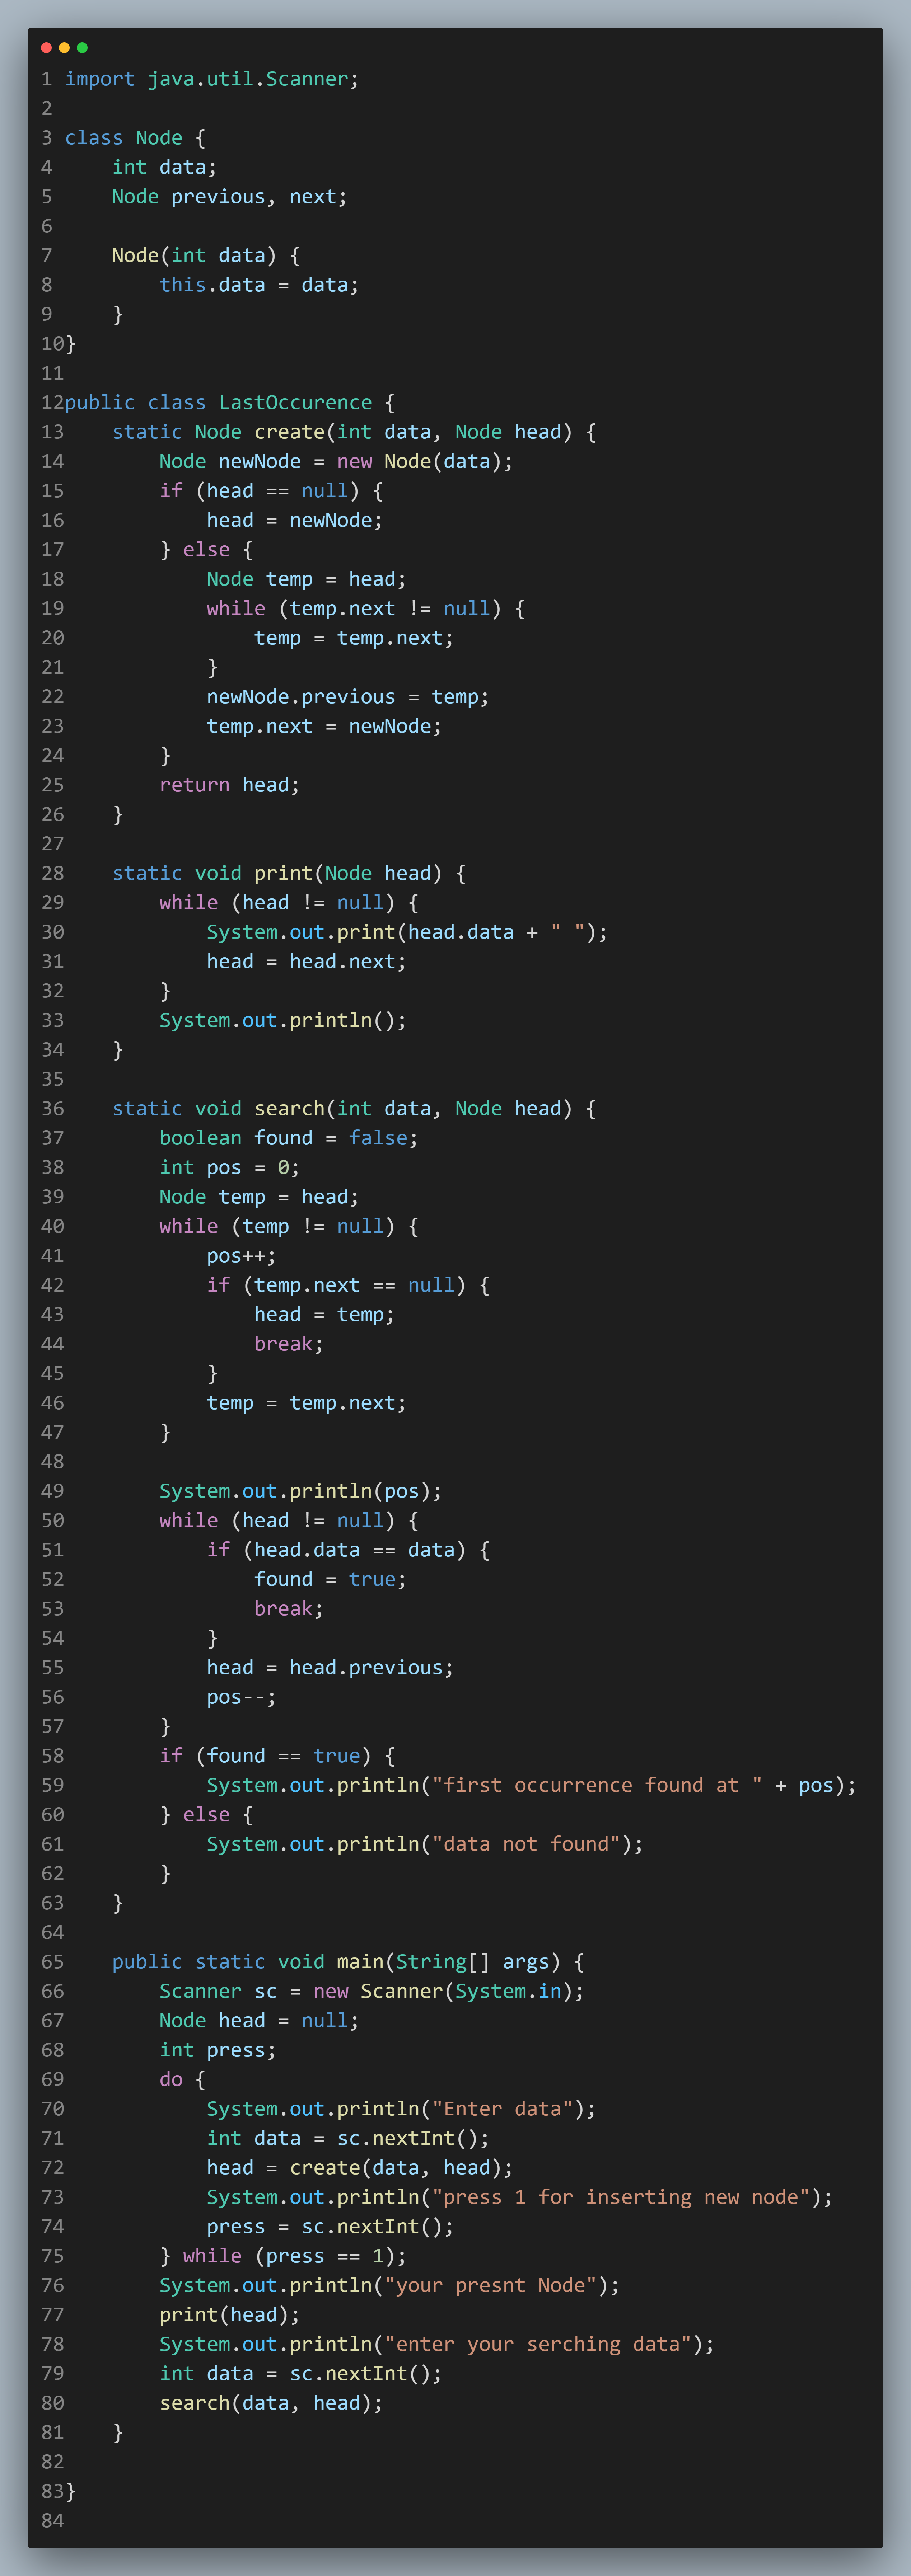 1 import java.util.Scanner;
2
3 class Node {
4     int data;
5     Node previous, next;
6
7     Node(int data) {
8         this.data = data;
9     }
10}
11
12public class LastOccurence {
13    static Node create(int data, Node head) {
14        Node newNode = new Node(data);
15        if (head == null) {
16            head = newNode;
17        } else {
18            Node temp = head;
19            while (temp.next != null) {
20                temp = temp.next;
21            }
22            newNode.previous = temp;
23            temp.next = newNode;
24        }
25        return head;
26    }
27
28    static void print(Node head) {
29        while (head != null) {
30            System.out.print(head.data + " ");
31            head = head.next;
32        }
33        System.out.println();
34    }
35
36    static void search(int data, Node head) {
37        boolean found = false;
38        int pos = 0;
39        Node temp = head;
40        while (temp != null) {
41            pos++;
42            if (temp.next == null) {
43                head = temp;
44                break;
45            }
46            temp = temp.next;
47        }
48
49        System.out.println(pos);
50        while (head != null) {
51            if (head.data == data) {
52                found = true;
53                break;
54            }
55            head = head.previous;
56            pos--;
57        }
58        if (found == true) {
59            System.out.println("first occurrence found at " + pos);
60        } else {
61            System.out.println("data not found");
62        }
63    }
64
65    public static void main(String[] args) {
66        Scanner sc = new Scanner(System.in);
67        Node head = null;
68        int press;
69        do {
70            System.out.println("Enter data");
71            int data = sc.nextInt();
72            head = create(data, head);
73            System.out.println("press 1 for inserting new node");
74            press = sc.nextInt();
75        } while (press == 1);
76        System.out.println("your presnt Node");
77        print(head);
78        System.out.println("enter your serching data");
79        int data = sc.nextInt();
80        search(data, head);
81    }
82
83}
84